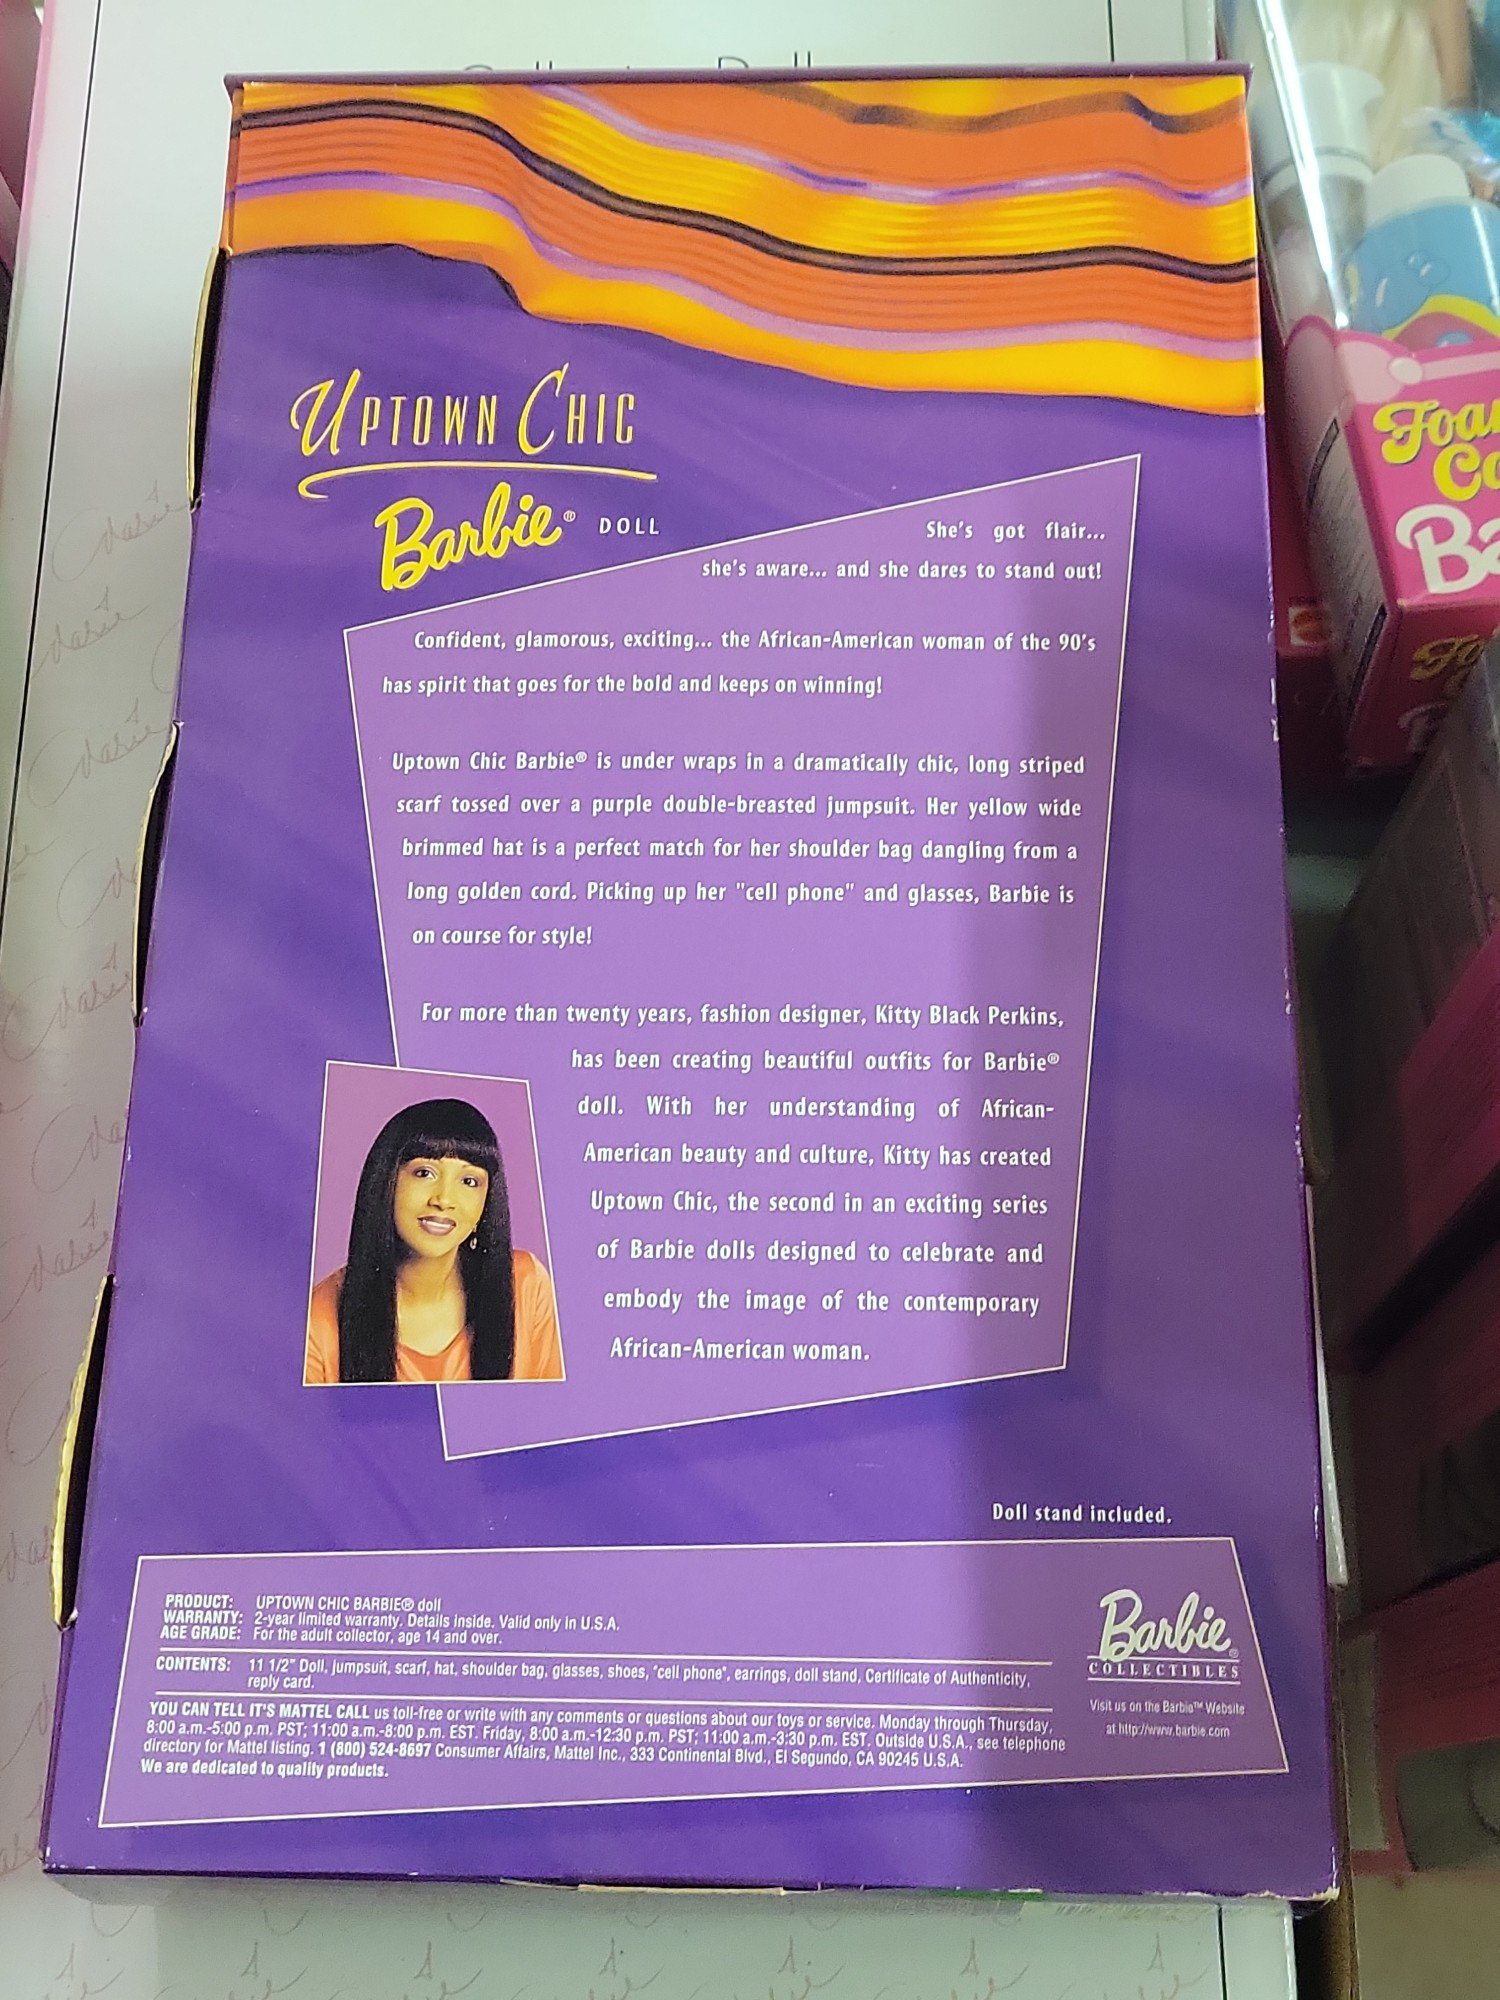 UPTOWN CHIC
Barbie® DOLL
She's got flair...
she's aware... and she dares to stand out!
Confident, glamorous, exciting... the African-American woman of the 90's
has spirit that goes for the bold and keeps on winning!
Uptown Chic Barbie® is under wraps in a dramatically chic, long striped
scarf tossed over a purple double-breasted jumpsuit. Her yellow wide
brimmed hat is a perfect match for her shoulder bag dangling from a
long golden cord. Picking up her "cell phone" and glasses, Barbie is
on course for style!
For more than twenty years, fashion designer, Kitty Black Perkins,
has been creating beautiful outfits for Barbie®
doll. With her understanding of African-
American beauty and culture, Kitty has created
Uptown Chic, the second in an exciting series
of Barbie dolls designed to celebrate and
embody the image of the contemporary
African-American woman.
Doll stand included.
PRODUCT: UPTOWN CHIC BARBIE® doll
WARRANTY: 2-year limited warranty. Details inside. Valid only in U.S.A.
AGE GRADE: For the adult collector, age 14 and over.
CONTENTS: 11 1/2" Doll, jumpsuit, scarf, hat, shoulder bag, glasses, shoes, "cell phone", earrings, doll stand, Certificate of Authenticity,
reply card.
YOU CAN TELL IT'S MATTEL CALL us toll-free or write with any comments or questions about our toys or service. Monday through Thursday,
8:00 a.m.-5:00 p.m. PST; 11:00 a.m.-8:00 p.m. EST. Friday, 8:00 a.m.-12:30 p.m. PST; 11:00 a.m.-3:30 p.m. EST. Outside U.S.A., see telephone
directory for Mattel listing. 1 (800) 524-8697 Consumer Affairs, Mattel Inc., 333 Continental Blvd., El Segundo, CA 90245 U.S.A.
We are dedicated to quality products.
Barbie®
COLLECTIBLES
Visit us on the Barbie™ Website
at http://www.barbie.com